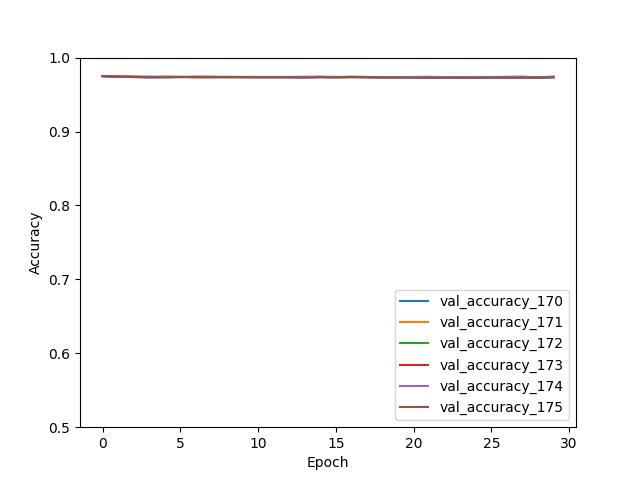 1.0
0.9
0.8
0.7
0.6
0.5
Accuracy
val_accuracy_170
val_accuracy_171
val_accuracy_172
val_accuracy_173
val_accuracy_174
val_accuracy_175
0 5 10 15 20 25 30
Epoch